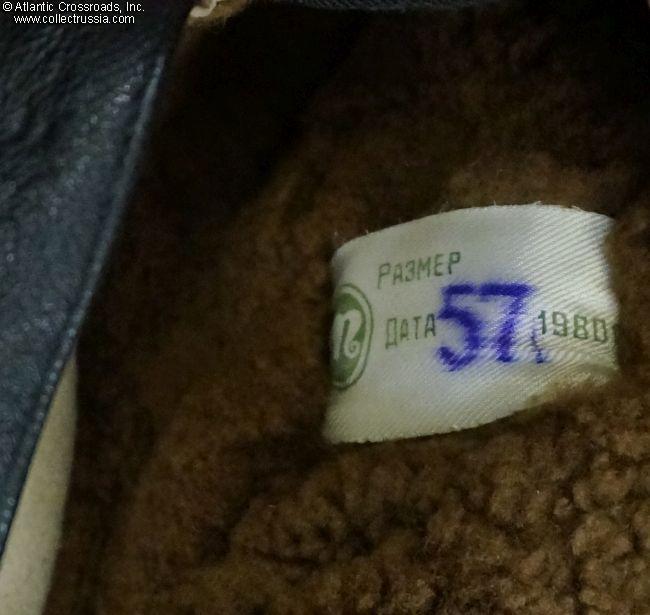 © Atlantic Crossroads, Inc.
www.collectrussia.com
РАЗМЕР
57
ДАТА 1980